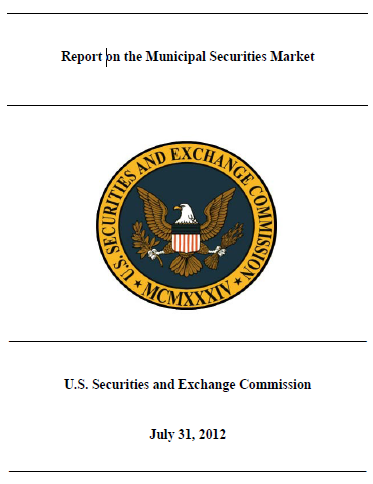 Report on the Municipal Securities Market
U.S. SECURITIES AND EXCHANGE COMMISSION
MCMXXXIV
U.S. Securities and Exchange Commission
July 31, 2012